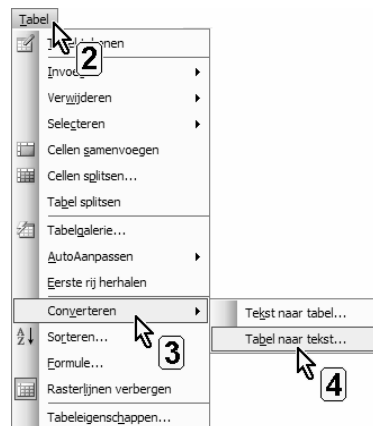 Tabel
2
Invoe
Verwijderen
Selecteren
Cellen samenvoegen
Cellen splitsen...
Tabel splitsen
Tabelgalerie...
AutoAanpassen
Eerste rij herhalen
Converteren
Tekst naar tabel...
Sorteren...
3
Tabel naar tekst...
Formule...
4
Rasterlijnen verbergen
Tabeleigenschappen...